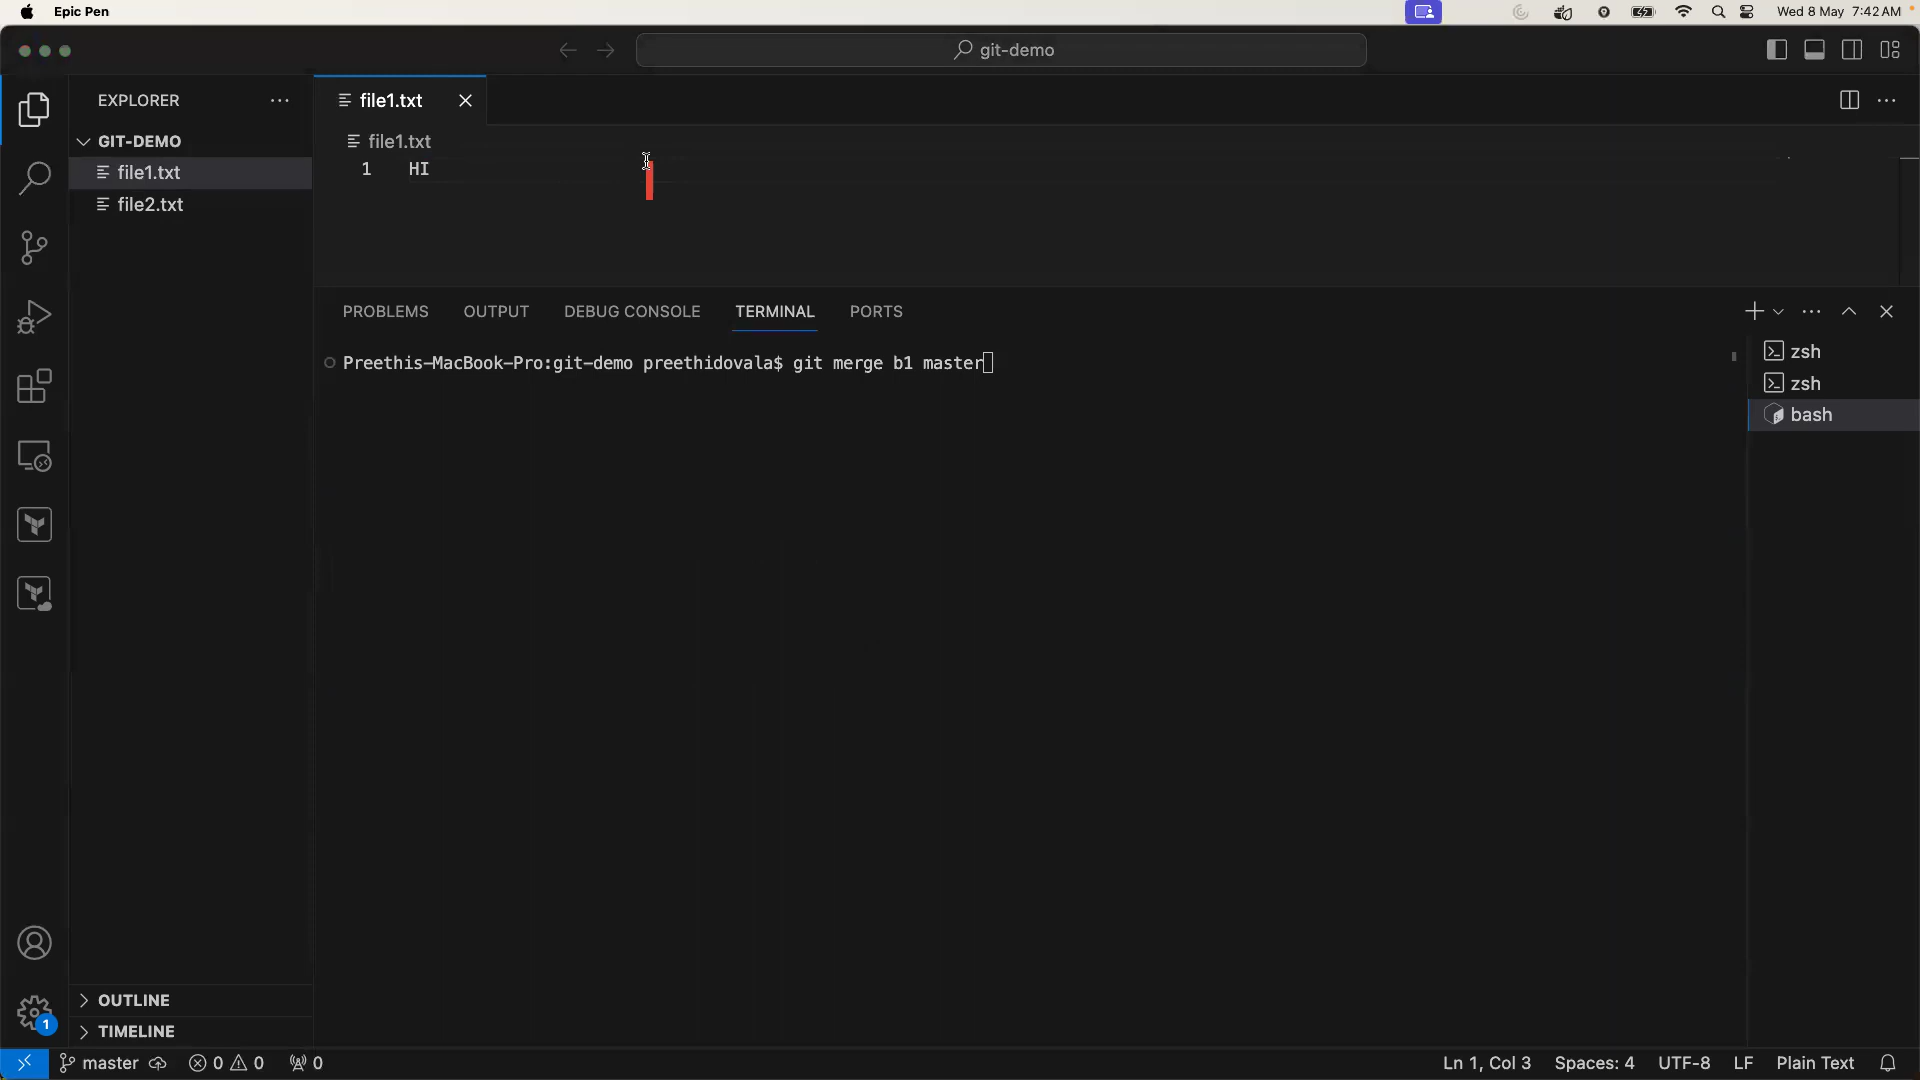 Epic Pen
Wed 8 May 7:42 AM
git-demo
EXPLORER
file1.txt
GIT-DEMO
file1.txt
file2.txt
file1.txt
1 HI
PROBLEMS OUTPUT DEBUG CONSOLE TERMINAL PORTS
Preethis-MacBook-Pro:git-demo preethidovala$ git merge b1 master
zsh
zsh
bash
OUTLINE
1
TIMELINE
master 0 0 0 Ln 1, Col 3 Spaces: 4 UTF-8 LF Plain Text